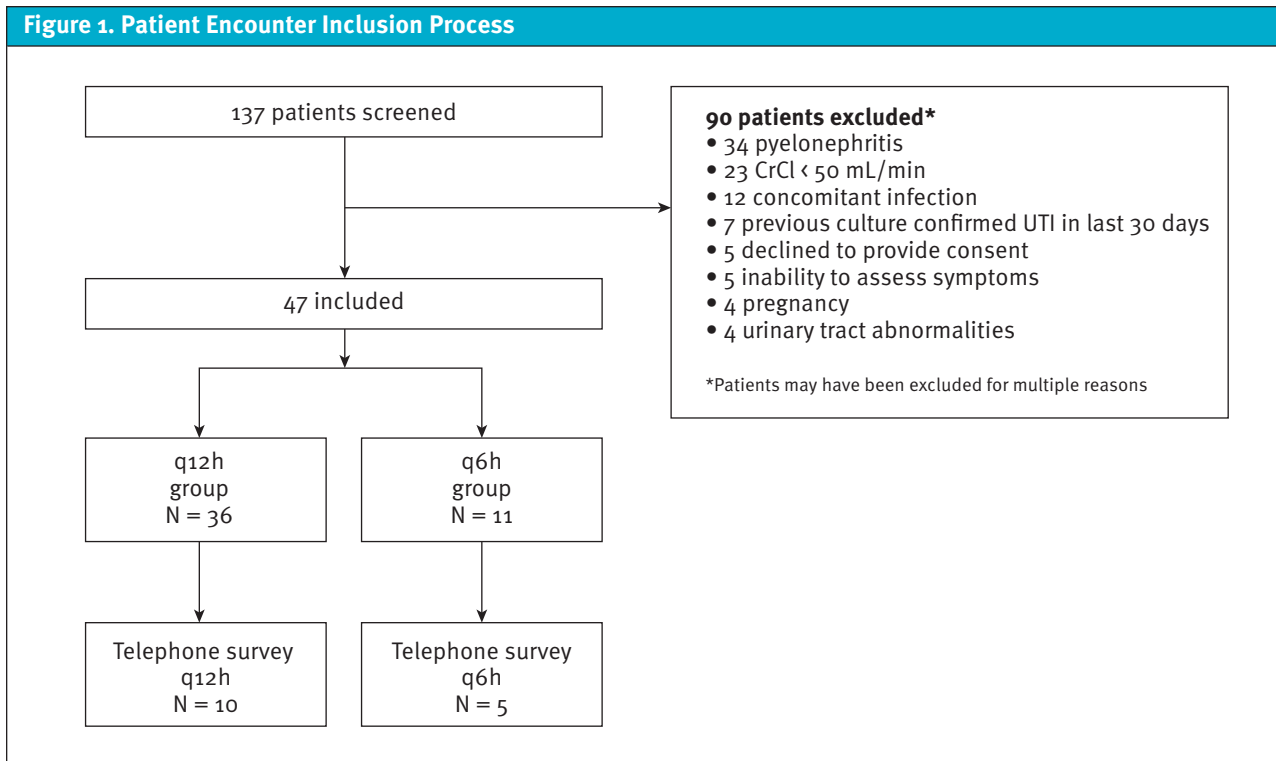 Figure 1. Patient Encounter Inclusion Process
137 patients screened
90 patients excluded*
• 34 pyelonephritis
• 23 CrCl < 50 mL/min
• 12 concomitant infection
• 7 previous culture confirmed UTI in last 30 days
• 5 declined to provide consent
• 5 inability to assess symptoms
• 4 pregnancy
• 4 urinary tract abnormalities
*Patients may have been excluded for multiple reasons
47 included
q12h
group
N = 36
q6h
group
N = 11
Telephone survey
q12h
N = 10
Telephone survey
q6h
N = 5